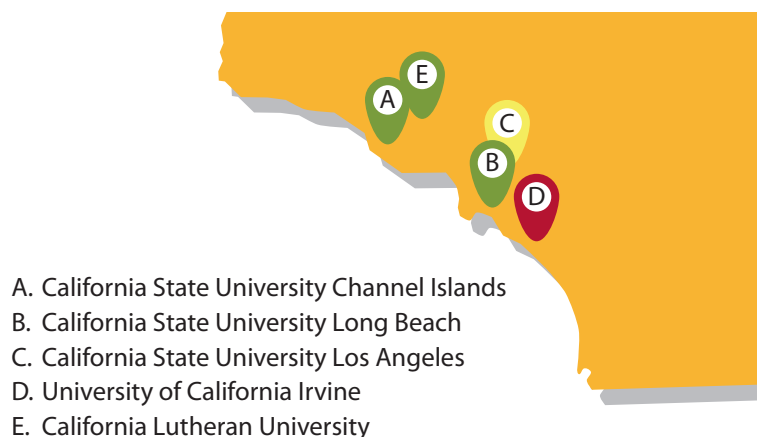 E
A
C
B
D
A. California State University Channel Islands
B. California State University Long Beach
C. California State University Los Angeles
D. University of California Irvine
E. California Lutheran University